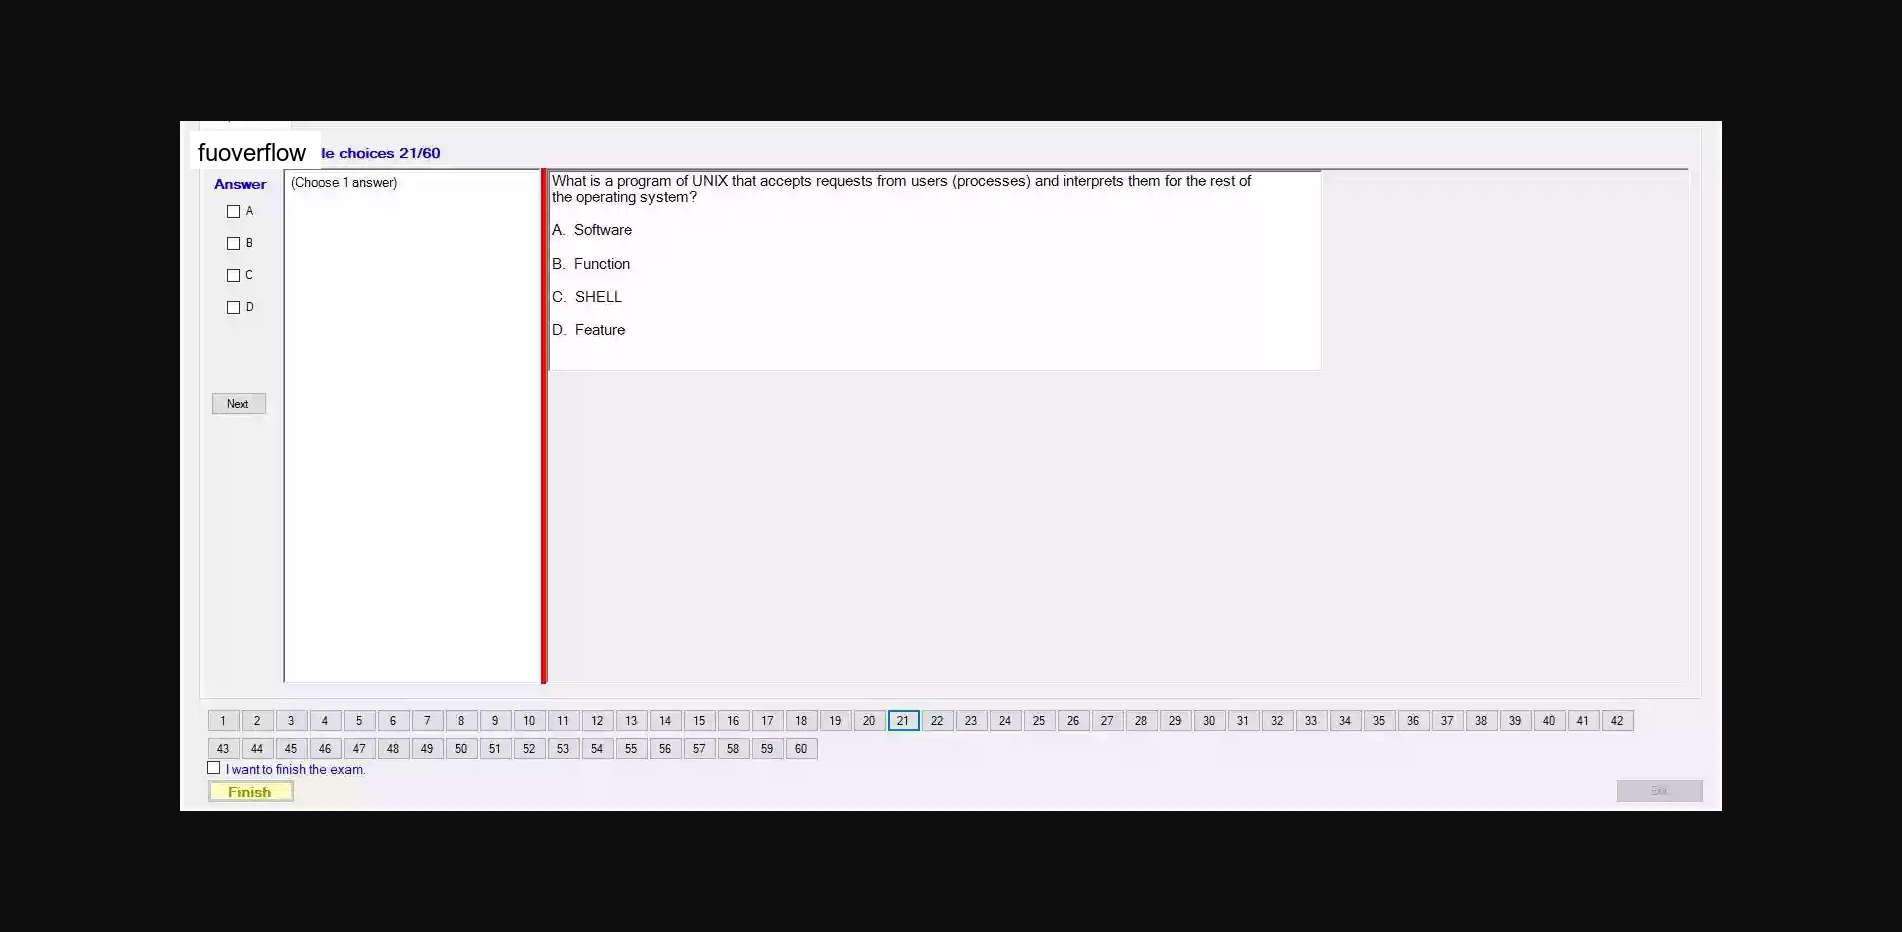 fuoverflow
le choices 21/60
Answer
A
B
C
D
Next
(Choose 1 answer)
What is a program of UNIX that accepts requests from users (processes) and interprets them for the rest of
the operating system?
A. Software
B. Function
C. SHELL
D. Feature
1 2 3 4 5 6 7 8 9 10 11 12 13 14 15 16 17 18 19 20 21 22 23 24 25 26 27 28 29 30 31 32 33 34 35 36 37 38 39 40 41 42
43 44 45 46 47 48 49 50 51 52 53 54 55 56 57 58 59 60
I want to finish the exam.
Finish
Exit